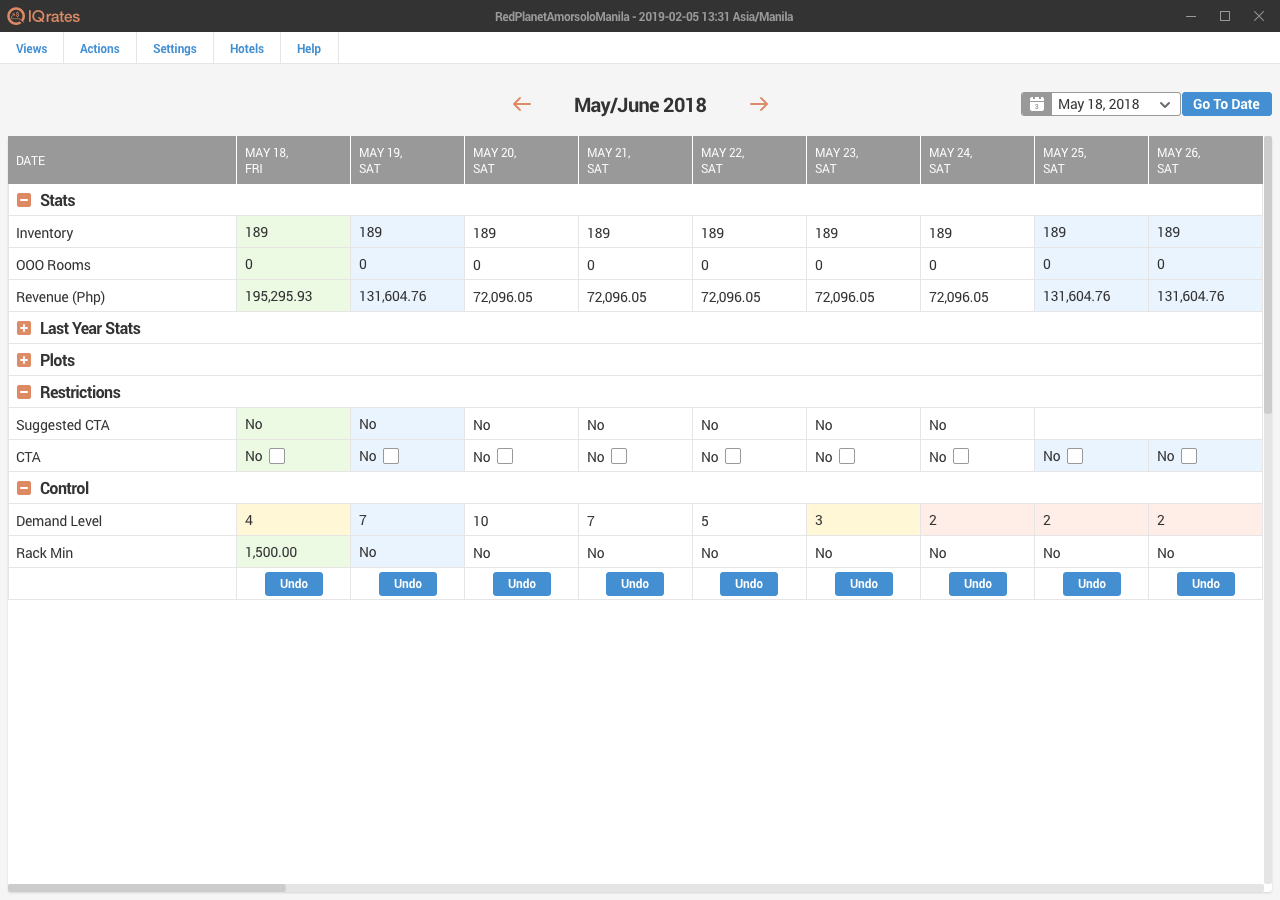 IQrates
RedPlanetAmorsoloManila - 2019-02-05 13:31 Asia/Manila
Views Actions Settings Hotels Help
May/June 2018
3 May 18, 2018 Go To Date
DATE MAY 18, FRI MAY 19, SAT MAY 20, SAT MAY 21, SAT MAY 22, SAT MAY 23, SAT MAY 24, SAT MAY 25, SAT MAY 26, SAT
Stats
Inventory 189 189 189 189 189 189 189 189 189
OOO Rooms 0 0 0 0 0 0 0 0 0
Revenue (Php) 195,295.93 131,604.76 72,096.05 72,096.05 72,096.05 72,096.05 72,096.05 131,604.76 131,604.76
Last Year Stats
Plots
Restrictions
Suggested CTA No No No No No No No
CTA No No No No No No No No No
Control
Demand Level 4 7 10 7 5 3 2 2 2
Rack Min 1,500.00 No No No No No No No No
Undo Undo Undo Undo Undo Undo Undo Undo Undo